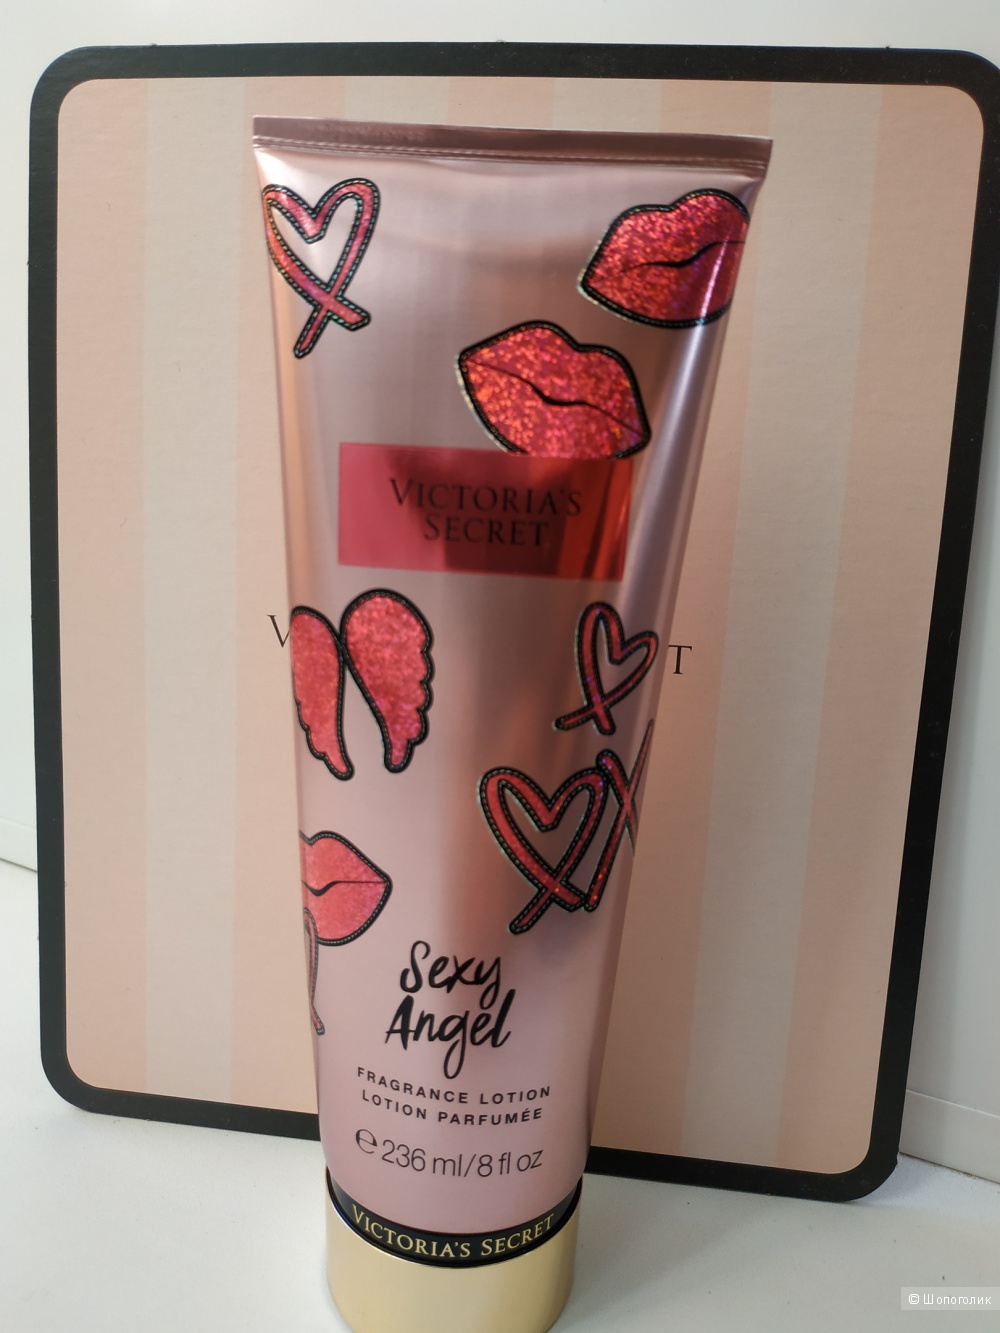 VICTORIA'S
SECRET
V
T
Sexy
Angel
FRAGRANCE LOTION
LOTION PARFUMÉE
℮ 236 ml/8 fl oz
VICTORIA'S SECRET
© Шопоголик